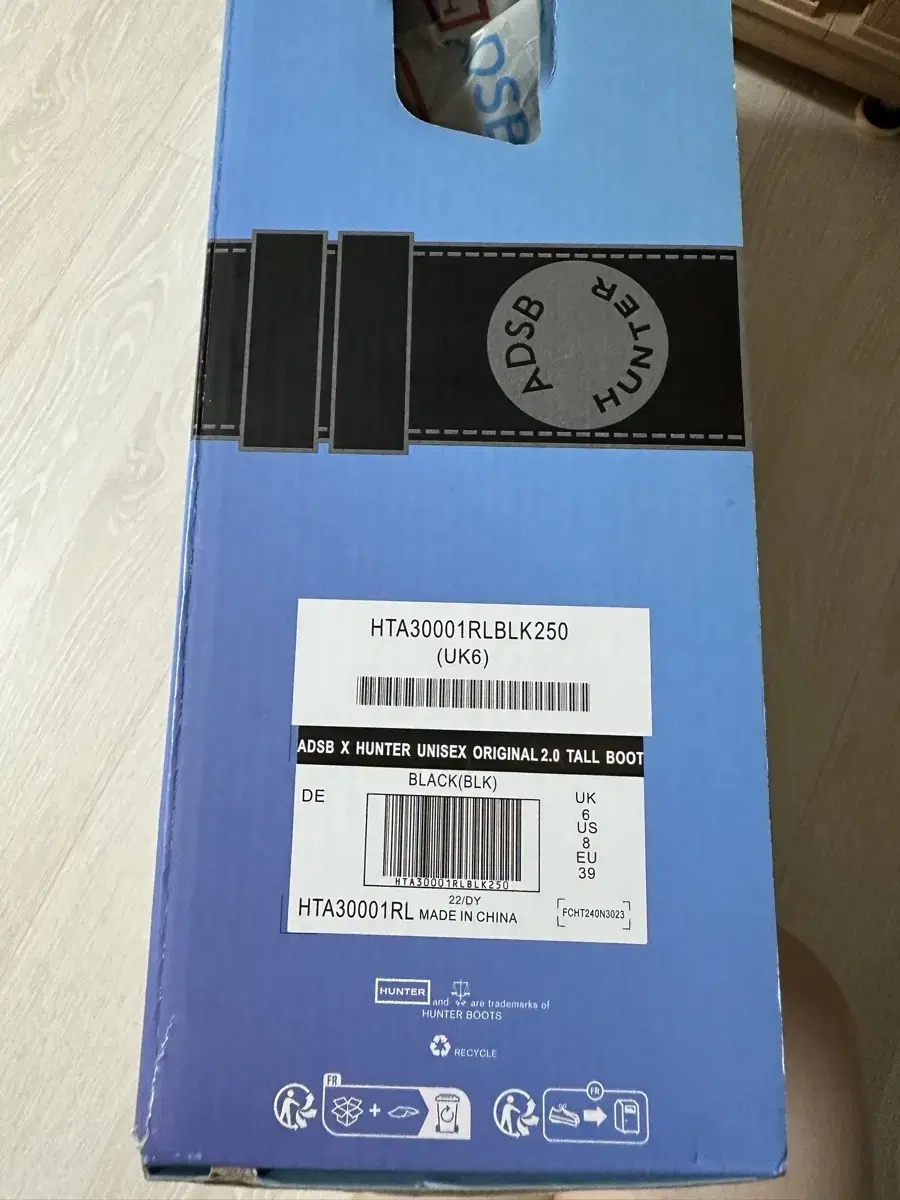 DSB
ADSB
HUNTER
HTA30001RLBLK250
(UK6)
ADSB X HUNTER UNISEX ORIGINAL 2.0 TALL BOOT
BLACK(BLK)
DE
UK
6
US
8
EU
39
HTA30001RLBLK250
22/DY
HTA30001RL MADE IN CHINA
FCHT240N3023
HUNTER and are trademarks of
HUNTER BOOTS
RECYCLE
FR
FR